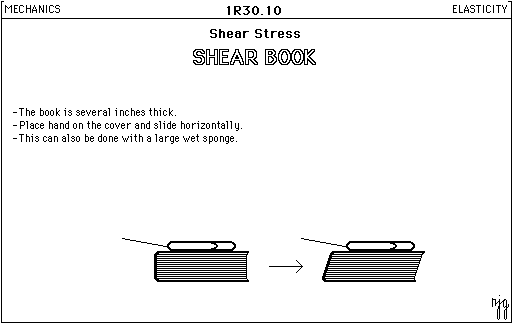 MECHANICS 1R30.10 ELASTICITY
Shear Stress
SHEAR BOOK
-The book is several inches thick.
-Place hand on the cover and slide horizontally.
-This can also be done with a large wet sponge.
njg